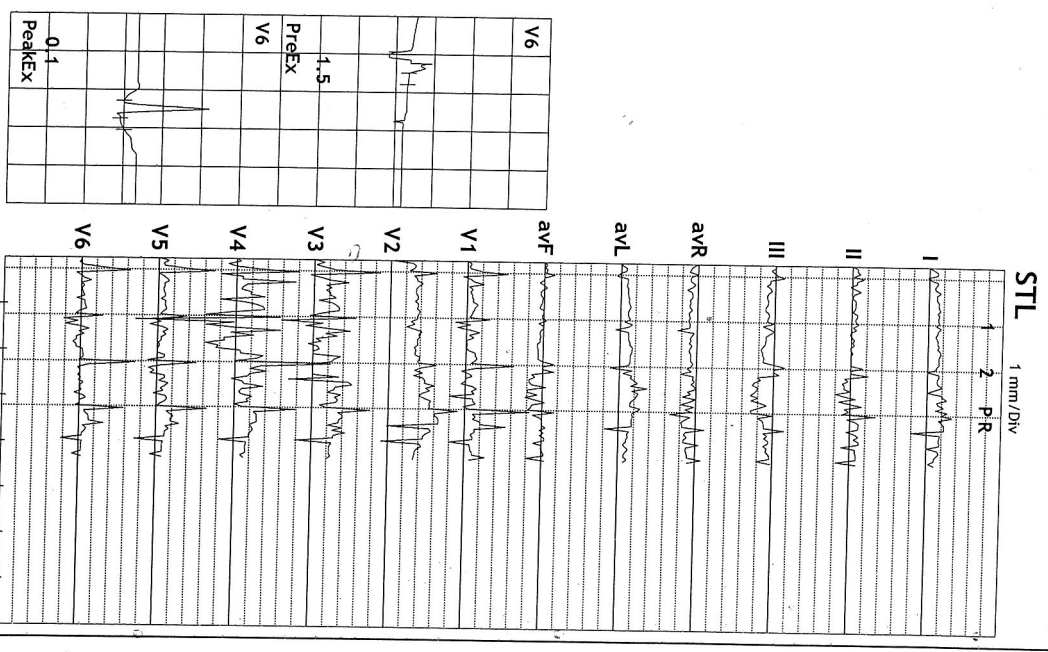 STL 1 mm/Div
1 2 P R
I
II
III
avR
avL
avF
V1
V2
V3
V4
V5
V6
V6
1.5
PreEx
V6
0.1
PeakEx